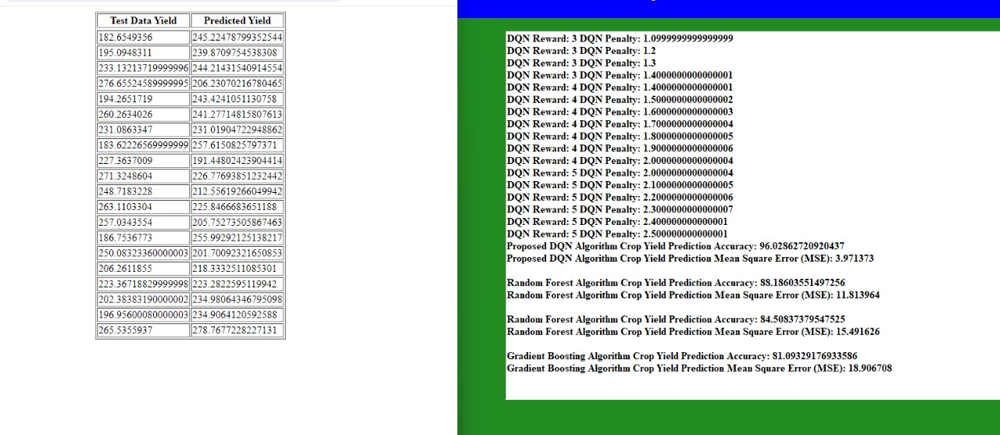 Test Data Yield Predicted Yield
182.6549356 245.22478799352544
195.0948311 239.8709754538308
233.13213719999996 244.21431540914554
276.65524589999995 206.23070216780465
194.2651719 243.4241051130758
260.2634026 241.27714815807613
231.0863347 231.01904722948862
183.62226569999999 257.6150825797371
227.3637009 191.44802423904414
271.3248604 226.77693851232442
248.7183228 212.55619266049942
263.1103304 225.8466683651188
257.0343554 205.75273505867463
186.7536773 255.99292125138217
250.08323360000003 201.70092321650853
206.2611855 218.3332511085301
223.36718829999998 223.2822595119942
202.38383190000002 234.98064346795098
196.95600080000003 234.9064120592588
265.5355937 278.7677228227131
DQN Reward: 3 DQN Penalty: 1.0999999999999999
DQN Reward: 3 DQN Penalty: 1.2
DQN Reward: 3 DQN Penalty: 1.3
DQN Reward: 3 DQN Penalty: 1.4000000000000001
DQN Reward: 4 DQN Penalty: 1.4000000000000001
DQN Reward: 4 DQN Penalty: 1.5000000000000002
DQN Reward: 4 DQN Penalty: 1.6000000000000003
DQN Reward: 4 DQN Penalty: 1.7000000000000004
DQN Reward: 4 DQN Penalty: 1.8000000000000005
DQN Reward: 4 DQN Penalty: 1.9000000000000006
DQN Reward: 4 DQN Penalty: 2.0000000000000004
DQN Reward: 5 DQN Penalty: 2.0000000000000004
DQN Reward: 5 DQN Penalty: 2.1000000000000005
DQN Reward: 5 DQN Penalty: 2.2000000000000006
DQN Reward: 5 DQN Penalty: 2.3000000000000007
DQN Reward: 5 DQN Penalty: 2.400000000000001
DQN Reward: 5 DQN Penalty: 2.500000000000001
Proposed DQN Algorithm Crop Yield Prediction Accuracy: 96.02862720920437
Proposed DQN Algorithm Crop Yield Prediction Mean Square Error (MSE): 3.971373
Random Forest Algorithm Crop Yield Prediction Accuracy: 88.18603551497256
Random Forest Algorithm Crop Yield Prediction Mean Square Error (MSE): 11.813964
Random Forest Algorithm Crop Yield Prediction Accuracy: 84.50837379547525
Random Forest Algorithm Crop Yield Prediction Mean Square Error (MSE): 15.491626
Gradient Boosting Algorithm Crop Yield Prediction Accuracy: 81.09329176933586
Gradient Boosting Algorithm Crop Yield Prediction Mean Square Error (MSE): 18.906708